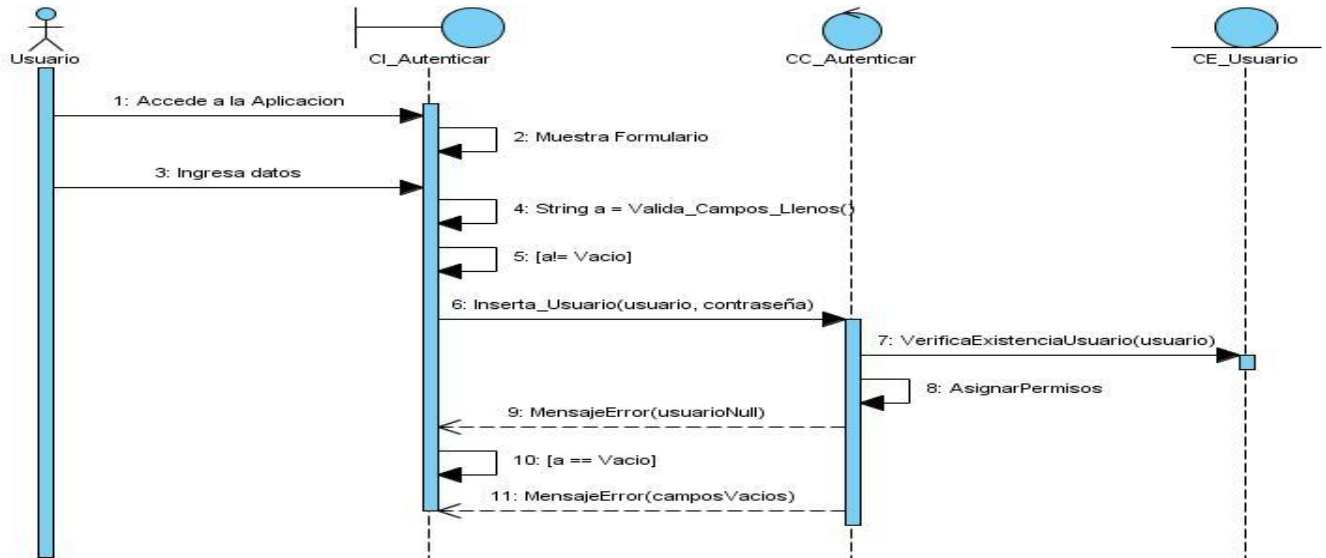 Usuario
CI_Autenticar
CC_Autenticar
CE_Usuario
1: Accede a la Aplicacion
2: Muestra Formulario
3: Ingresa datos
4: String a = Valida_Campos_Llenos()
5: [a!= Vacio]
6: Inserta_Usuario(usuario, contraseña)
7: VerificaExistenciaUsuario(usuario)
8: AsignarPermisos
9: MensajeError(usuarioNull)
10: [a == Vacio]
11: MensajeError(camposVacios)